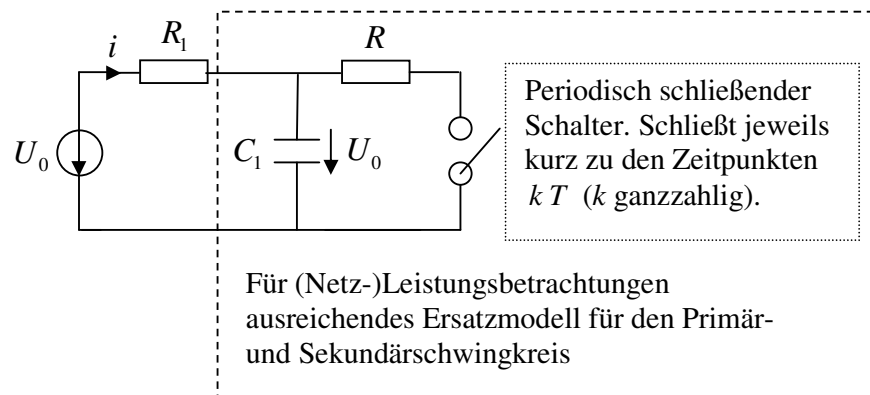 i
R₁
R
U₀
C₁
U₀
Periodisch schließender
Schalter. Schließt jeweils
kurz zu den Zeitpunkten
k T (k ganzzahlig).
Für (Netz-)Leistungsbetrachtungen
ausreichendes Ersatzmodell für den Primär-
und Sekundärschwingkreis